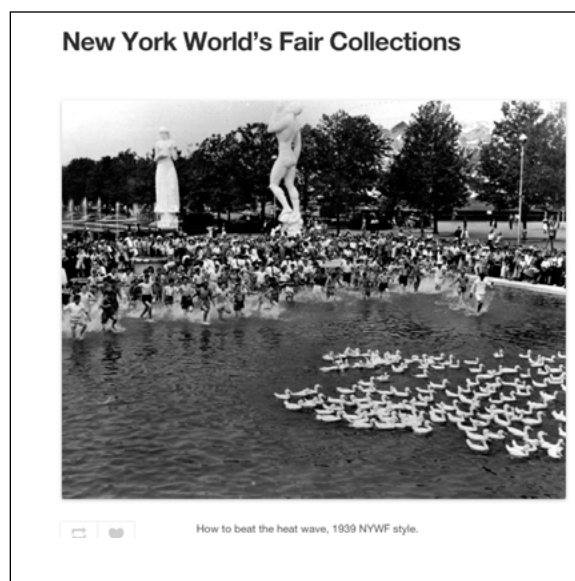 New York World's Fair Collections
How to beat the heat wave, 1939 NYWF style.